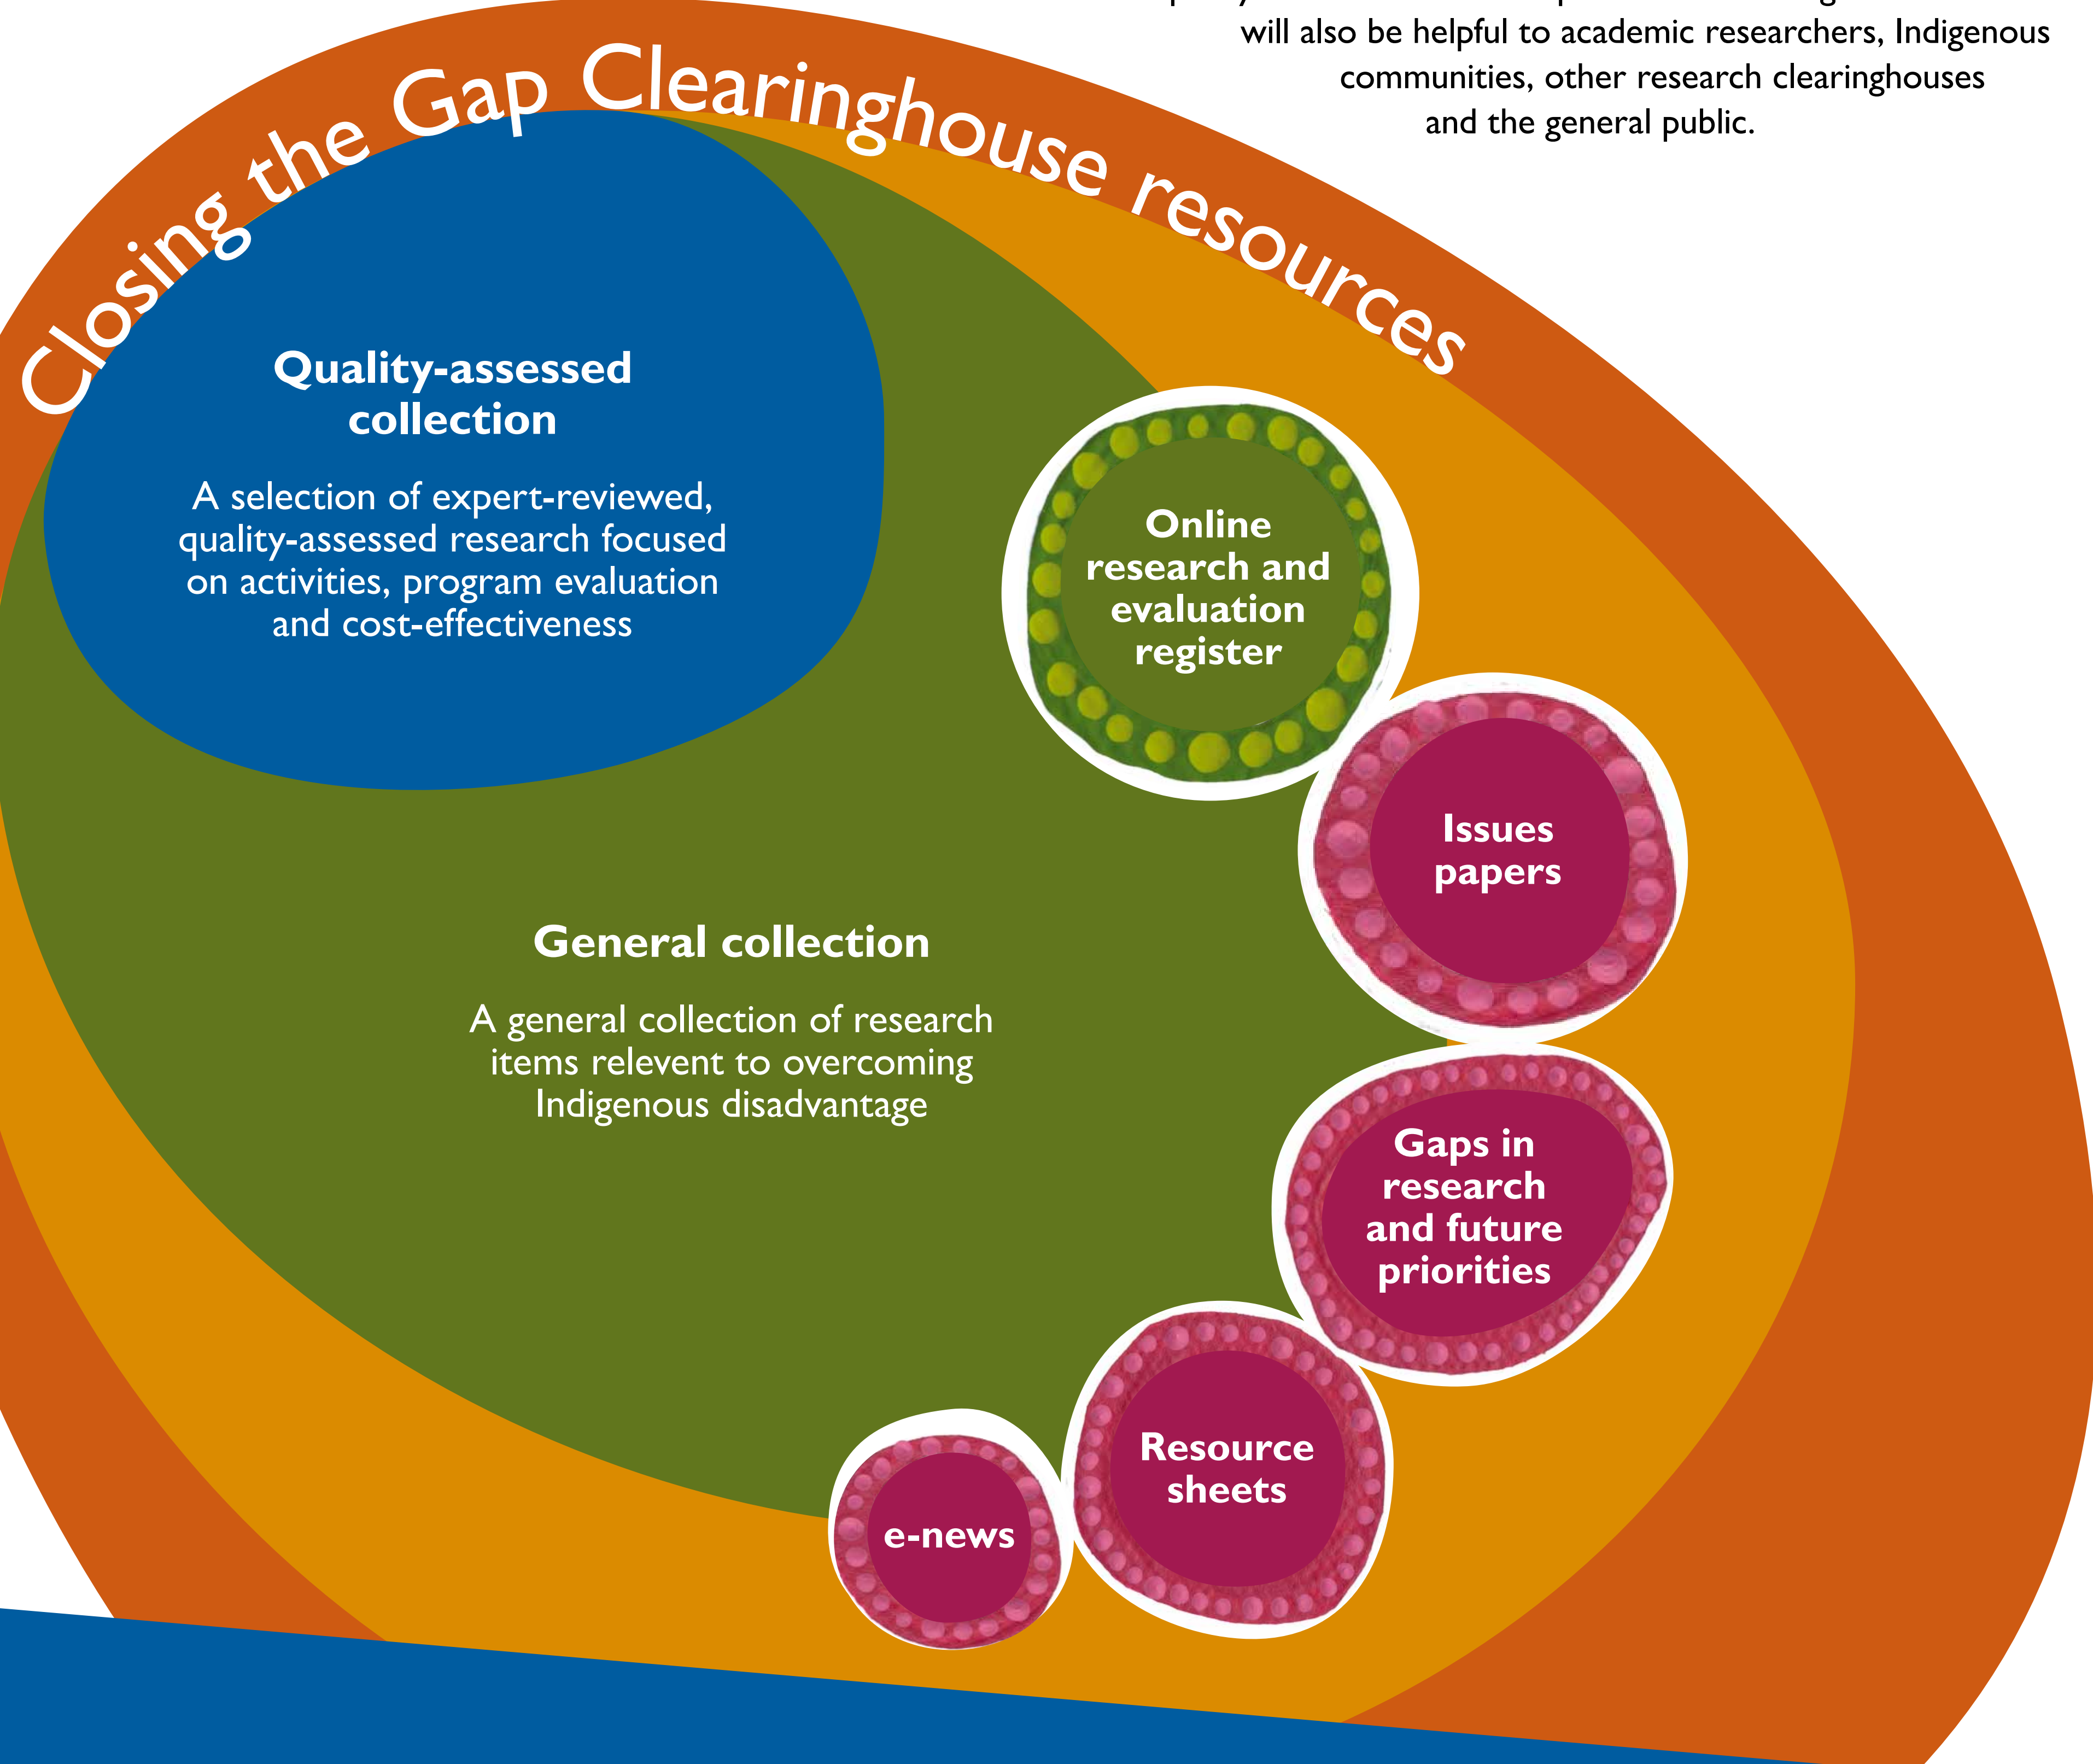 will also be helpful to academic researchers, Indigenous
communities, other research clearinghouses
and the general public.
Closing the Gap Clearinghouse resources
Quality-assessed
collection
A selection of expert-reviewed,
quality-assessed research focused
on activities, program evaluation
and cost-effectiveness
Online
research and
evaluation
register
Issues
papers
General collection
A general collection of research
items relevent to overcoming
Indigenous disadvantage
Gaps in
research
and future
priorities
Resource
sheets
e-news